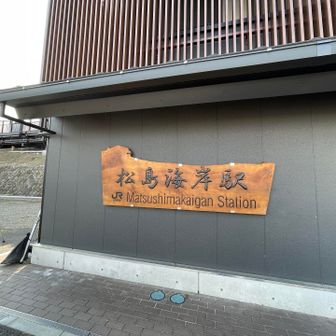 松島海岸駅
JR Matsushimakaigan Station